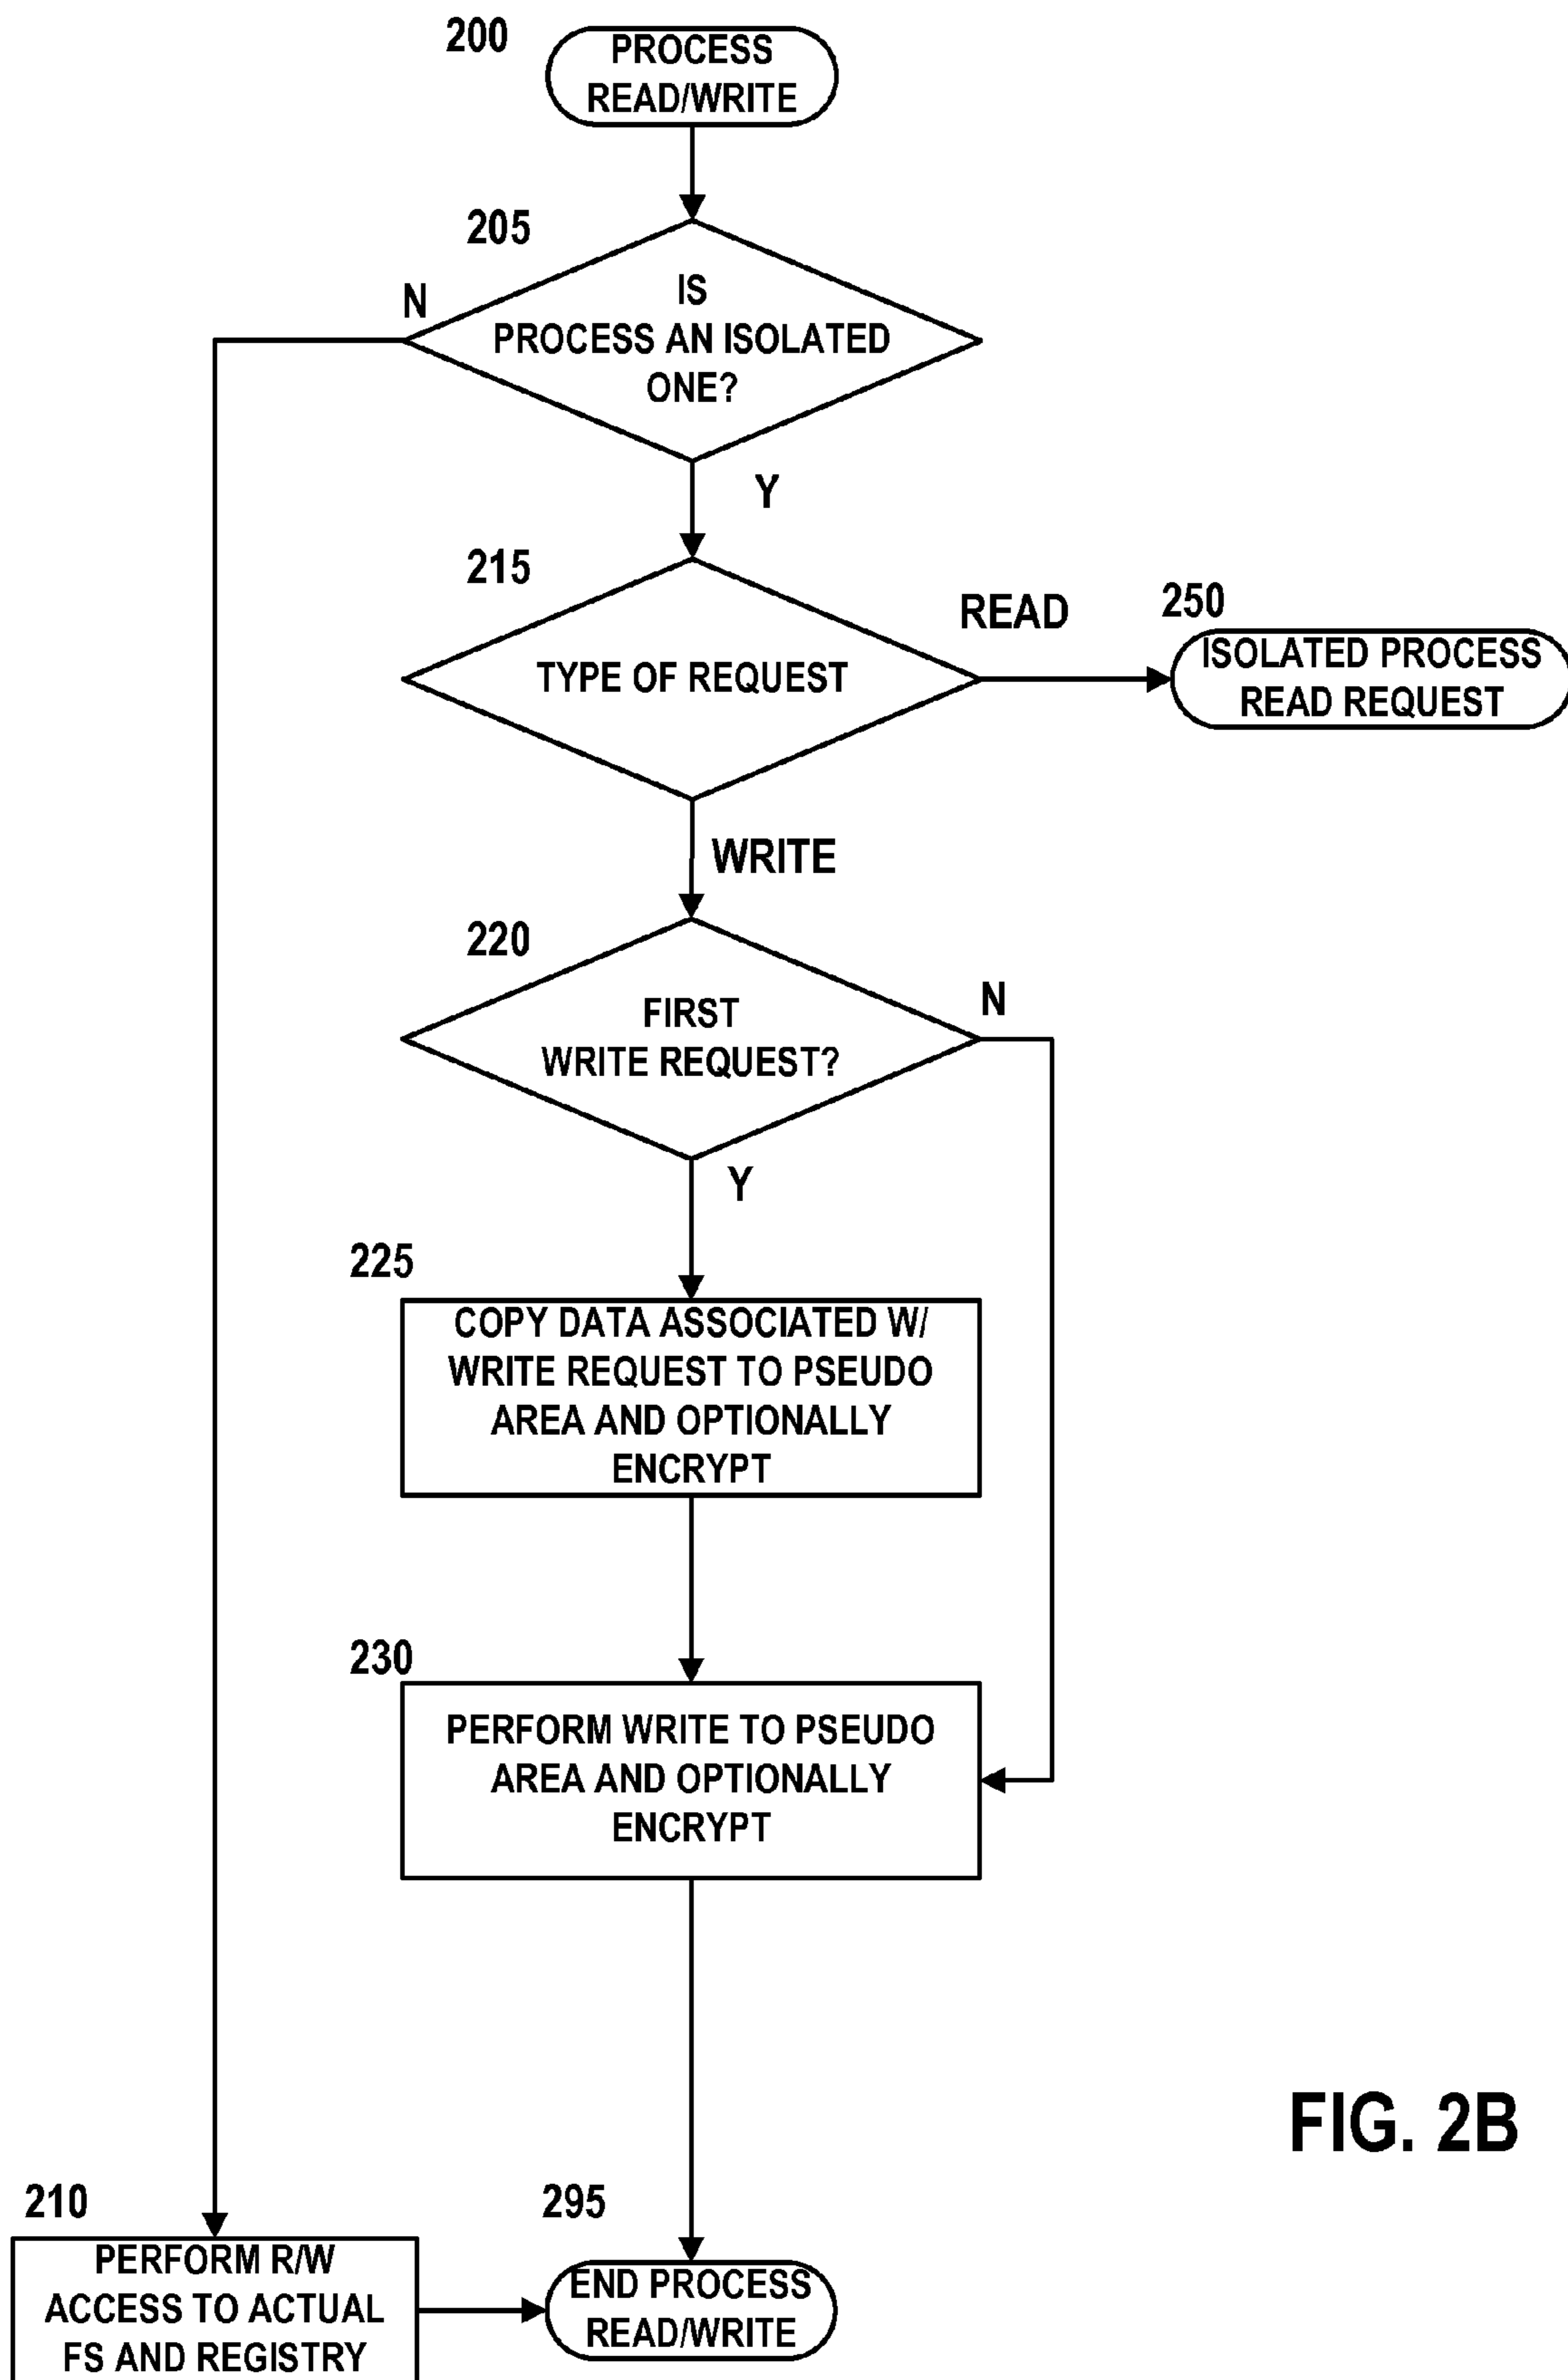 200
PROCESS
READ/WRITE
205
N
IS
PROCESS AN ISOLATED
ONE?
Y
215
READ
250
TYPE OF REQUEST
ISOLATED PROCESS
READ REQUEST
WRITE
220
N
FIRST
WRITE REQUEST?
Y
225
COPY DATA ASSOCIATED W/
WRITE REQUEST TO PSEUDO
AREA AND OPTIONALLY
ENCRYPT
230
PERFORM WRITE TO PSEUDO
AREA AND OPTIONALLY
ENCRYPT
FIG. 2B
210
PERFORM R/W
ACCESS TO ACTUAL
FS AND REGISTRY
295
END PROCESS
READ/WRITE